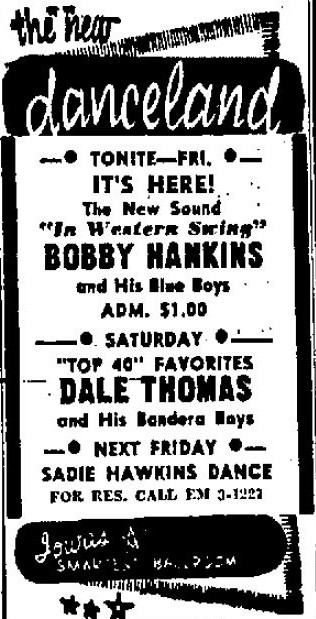 the new
danceland
TONITE—FRI.
IT'S HERE!
The New Sound
"In Western Swing"
BOBBY HANKINS
and His Blue Boys
ADM. $1.00
SATURDAY
"TOP 40" FAVORITES
DALE THOMAS
and His Bandera Boys
NEXT FRIDAY
SADIE HAWKINS DANCE
FOR RES. CALL EM 3-1227
SMARTEST BALLROOM